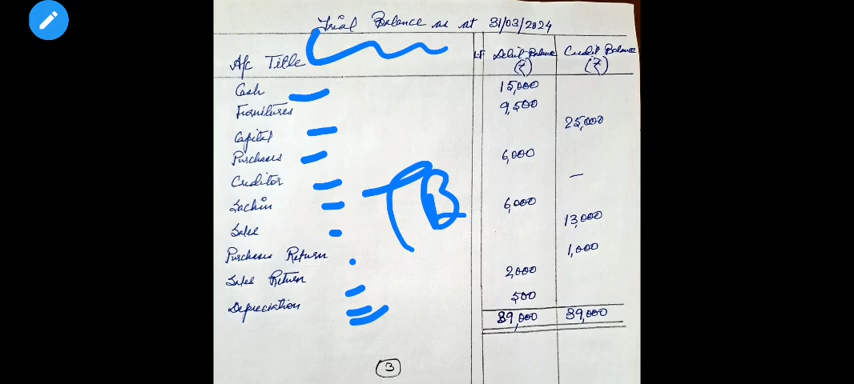 Trial Balance as at 31/03/2024
A/c Title LF Debit Balance (₹) Credit Balance (₹)
Cash 15,000
Furnitures 9,500
Capital 25,000
Purchases 6,000
Creditor —
Sachin 6,000
Sales 13,000
Purchases Return 1,000
Sales Return 2,000
Depreciation 500
39,000 39,000
TB
3